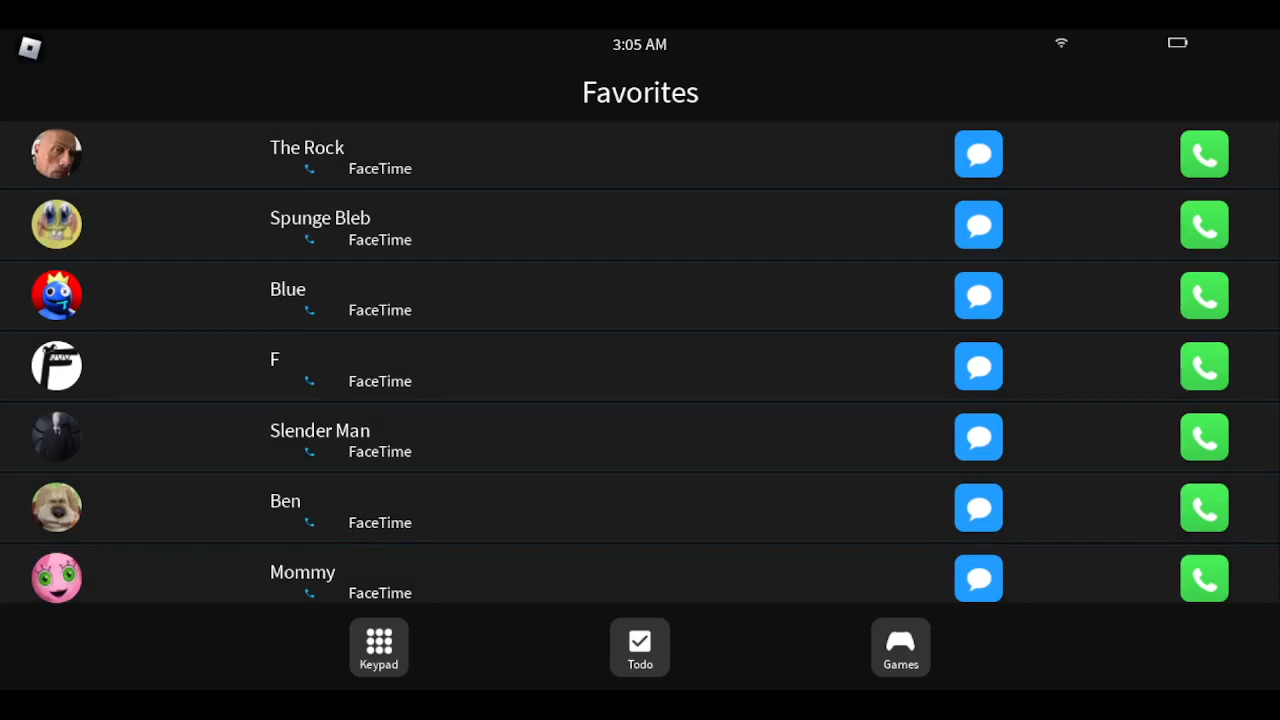 3:05 AM
Favorites
The Rock
FaceTime
Spunge Bleb
FaceTime
Blue
FaceTime
F
F
FaceTime
Slender Man
FaceTime
Ben
FaceTime
Mommy
FaceTime
Keypad
Todo
Games